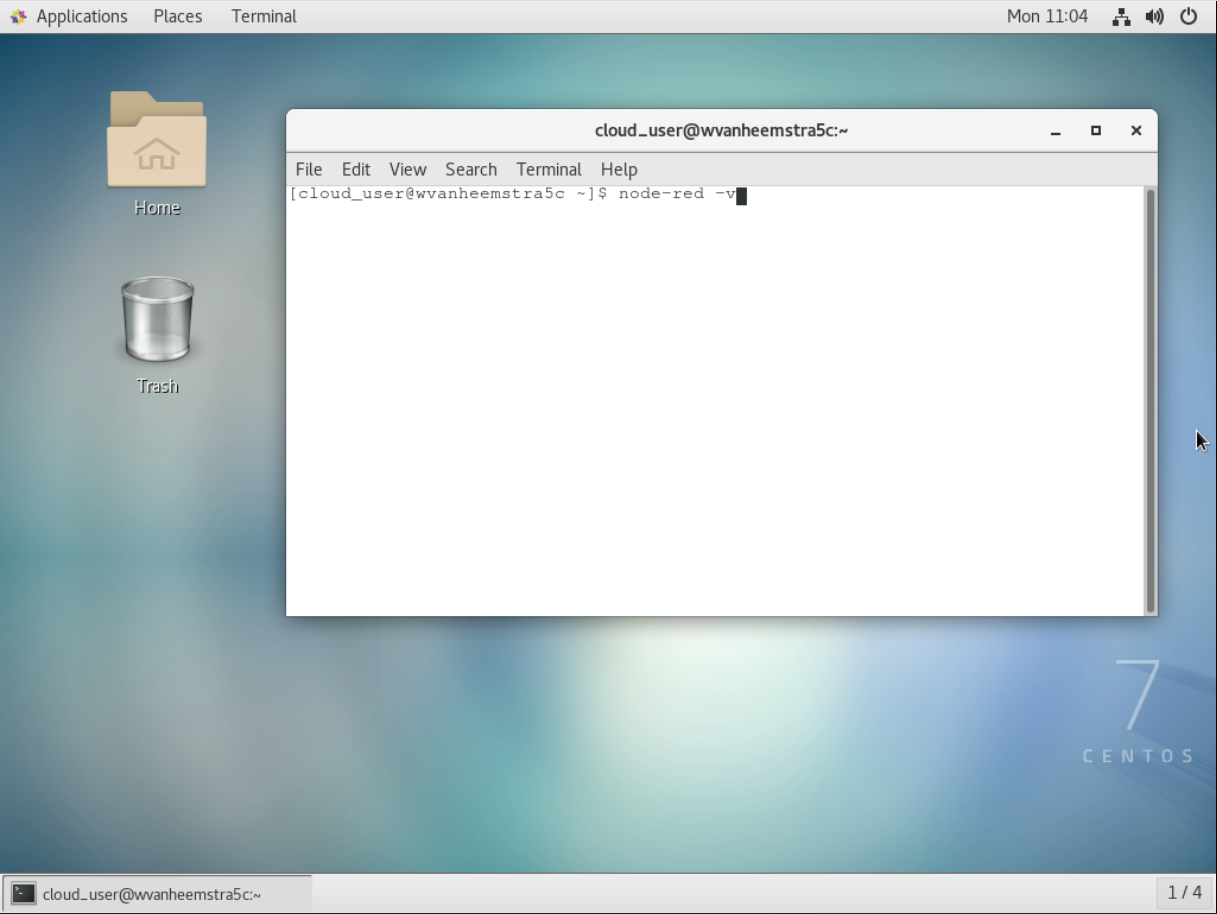 Applications Places Terminal Mon 11:04
Home
Trash
cloud_user@wvanheemstra5c:~
File Edit View Search Terminal Help
[cloud_user@wvanheemstra5c ~]$ node-red -v
7
CENTOS
cloud_user@wvanheemstra5c:~ 1 / 4